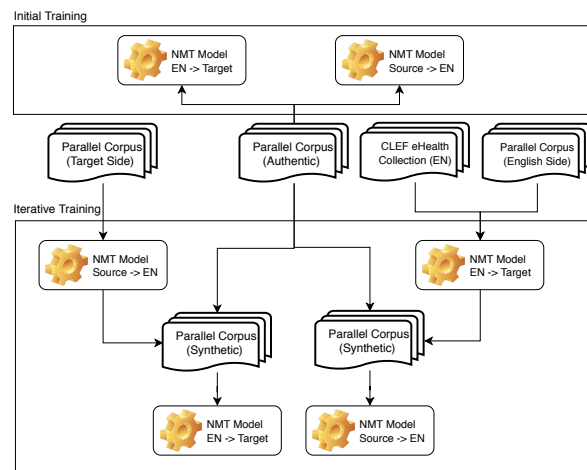 Initial Training
NMT Model
EN -> Target
NMT Model
Source -> EN
Parallel Corpus
(Target Side)
Parallel Corpus
(Authentic)
CLEF eHealth
Collection (EN)
Parallel Corpus
(English Side)
Iterative Training
NMT Model
Source -> EN
NMT Model
EN -> Target
Parallel Corpus
(Synthetic)
Parallel Corpus
(Synthetic)
NMT Model
EN -> Target
NMT Model
Source -> EN